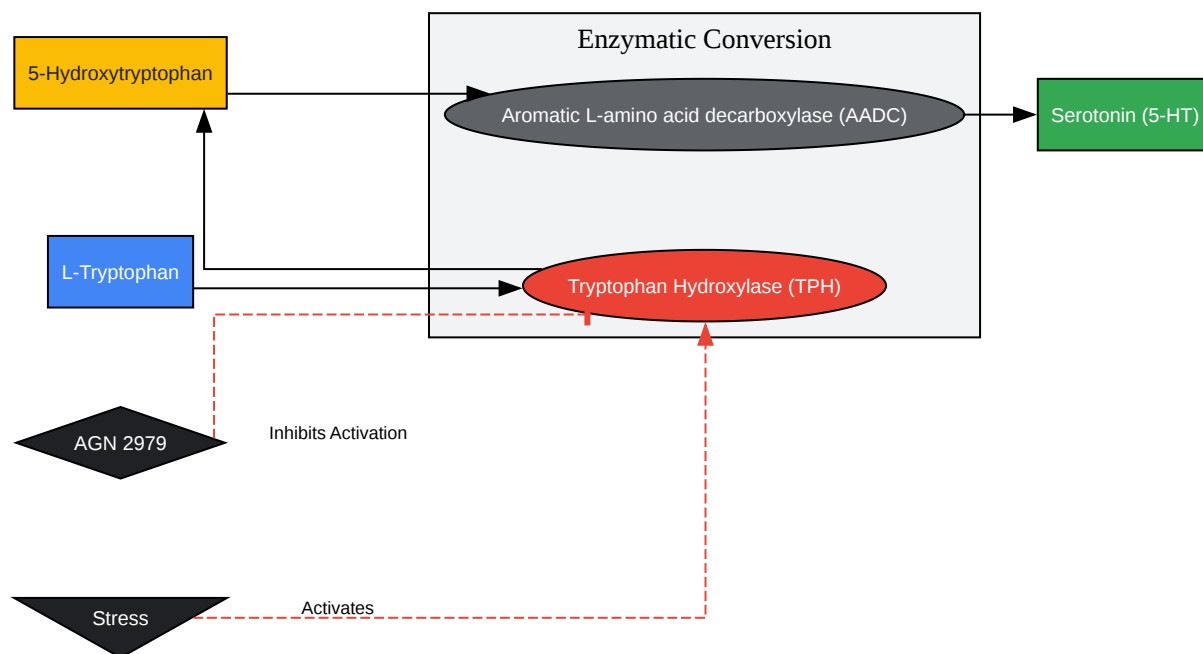 Enzymatic Conversion
5-Hydroxytryptophan
Aromatic L-amino acid decarboxylase (AADC)
Serotonin (5-HT)
L-Tryptophan
Tryptophan Hydroxylase (TPH)
AGN 2979
Inhibits Activation
Stress
Activates